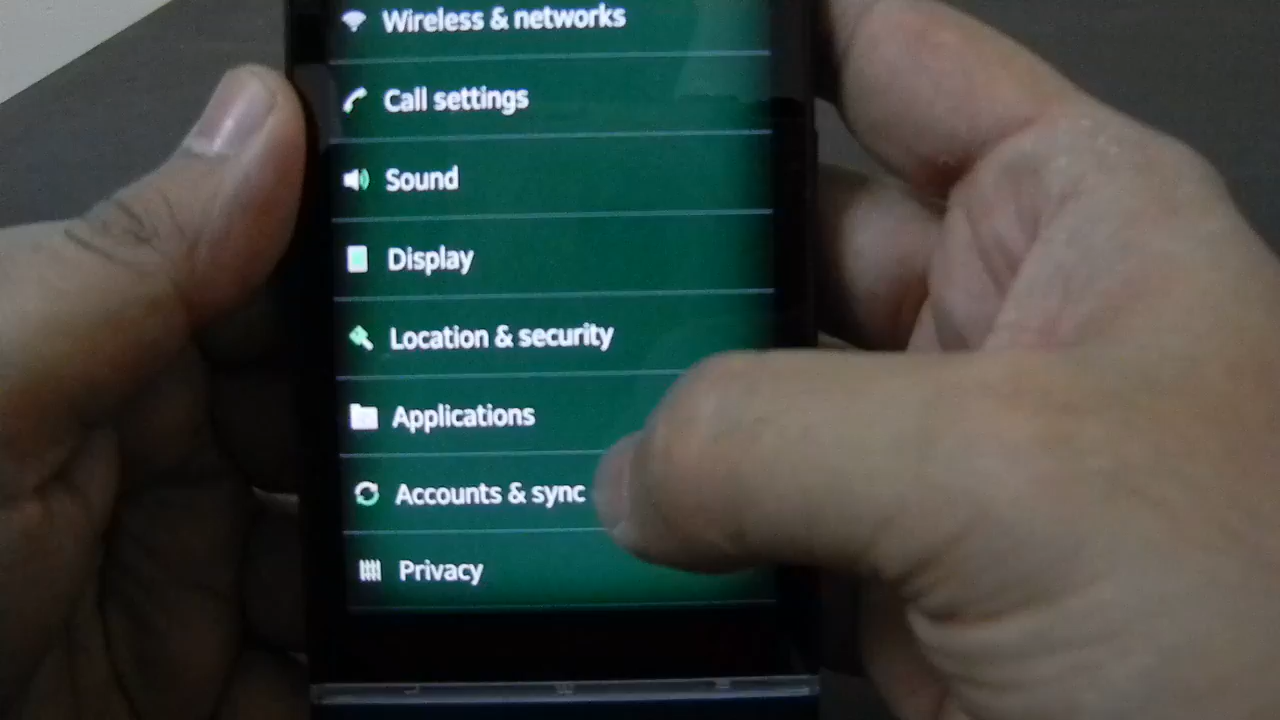 Wireless & networks
Call settings
Sound
Display
Location & security
Applications
Accounts & sync
Privacy